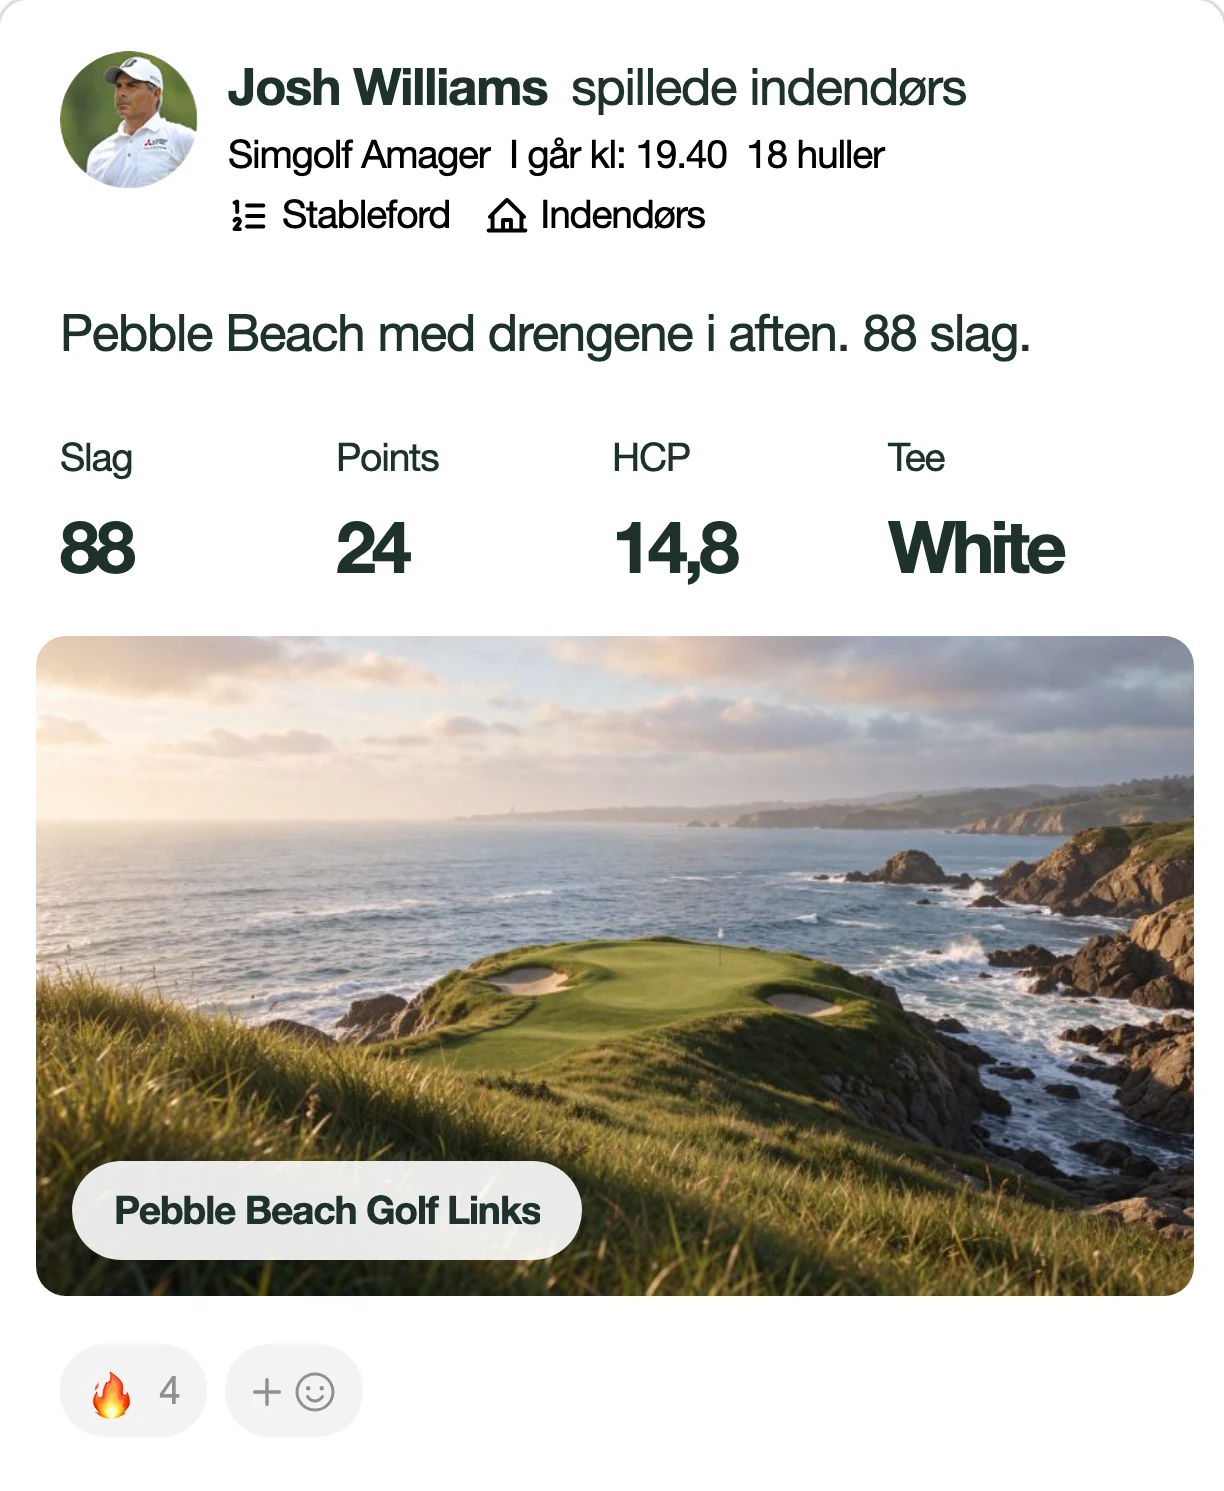 Josh Williams spillede indendørs
Simgolf Amager I går kl: 19.40 18 huller
Stableford Indendørs
Pebble Beach med drengene i aften. 88 slag.
Slag Points HCP Tee
88 24 14,8 White
Pebble Beach Golf Links
🔥 4 +